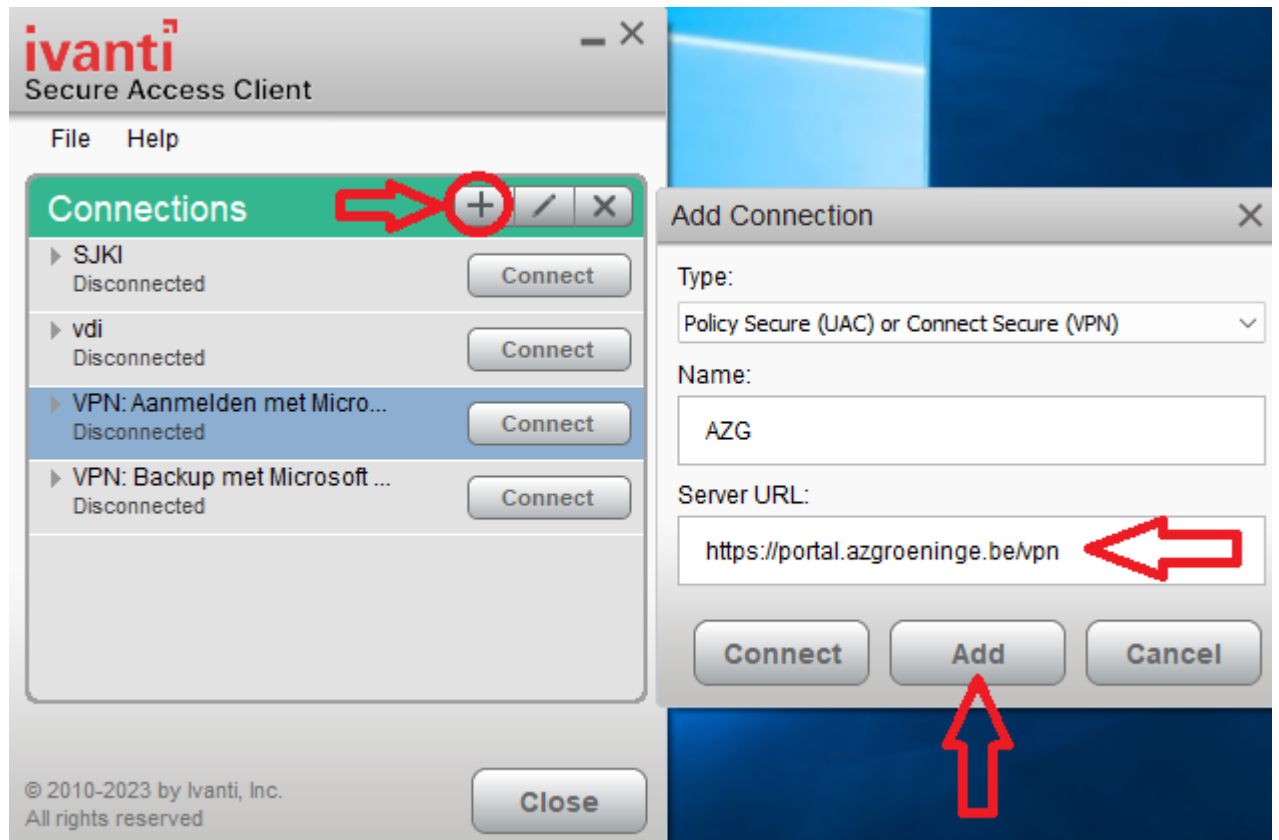 ivanti
Secure Access Client
File Help
Connections
SJKI
Disconnected
Connect
vdi
Disconnected
Connect
VPN: Aanmelden met Micro...
Disconnected
Connect
VPN: Backup met Microsoft ...
Disconnected
Connect
© 2010-2023 by Ivanti, Inc.
All rights reserved
Close
Add Connection
Type:
Policy Secure (UAC) or Connect Secure (VPN)
Name:
AZG
Server URL:
https://portal.azgroeninge.be/vpn
Connect Add Cancel